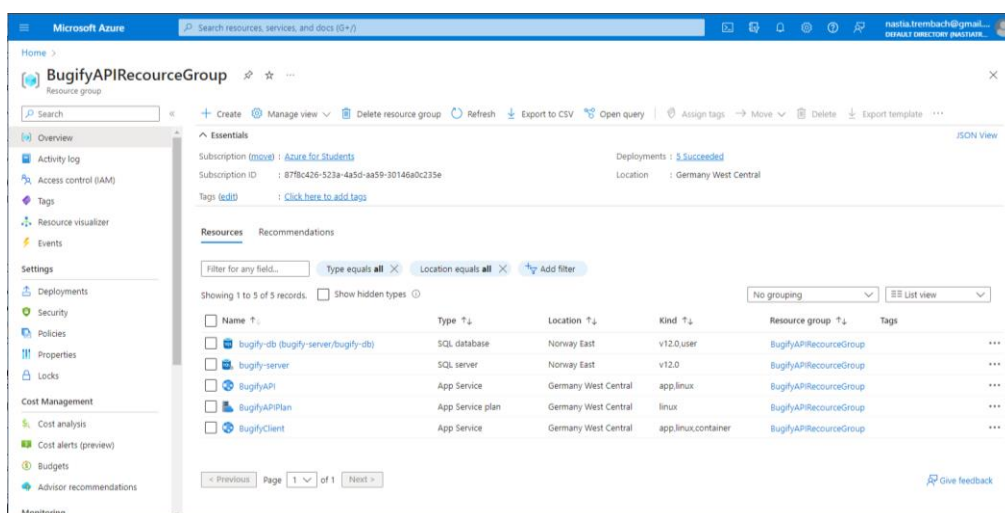 Microsoft Azure
Search resources, services, and docs (G+/)
nastia.trembach@gmail....
DEFAULT DIRECTORY (NASTIATR...
Home >
BugifyAPIRecourceGroup
Resource group
Search
Create
Manage view
Delete resource group
Refresh
Export to CSV
Open query
Assign tags
Move
Delete
Export template
Overview
Activity log
Access control (IAM)
Tags
Resource visualizer
Events
Settings
Deployments
Security
Policies
Properties
Locks
Cost Management
Cost analysis
Cost alerts (preview)
Budgets
Advisor recommendations
Monitoring
Essentials
JSON View
Subscription (move) : Azure for Students
Deployments : 5 Succeeded
Subscription ID : 87f8c426-523a-4a5d-aa59-30146a0c235e
Location : Germany West Central
Tags (edit) : Click here to add tags
Resources Recommendations
Filter for any field...
Type equals all
Location equals all
Add filter
Showing 1 to 5 of 5 records.
Show hidden types
No grouping
List view
Name Type Location Kind Resource group Tags
bugify-db (bugify-server/bugify-db) SQL database Norway East v12.0,user BugifyAPIRecourceGroup
bugify-server SQL server Norway East v12.0 BugifyAPIRecourceGroup
BugifyAPI App Service Germany West Central app,linux BugifyAPIRecourceGroup
BugifyAPIPlan App Service plan Germany West Central linux BugifyAPIRecourceGroup
BugifyClient App Service Germany West Central app,linux,container BugifyAPIRecourceGroup
< Previous Page 1 of 1 Next >
Give feedback